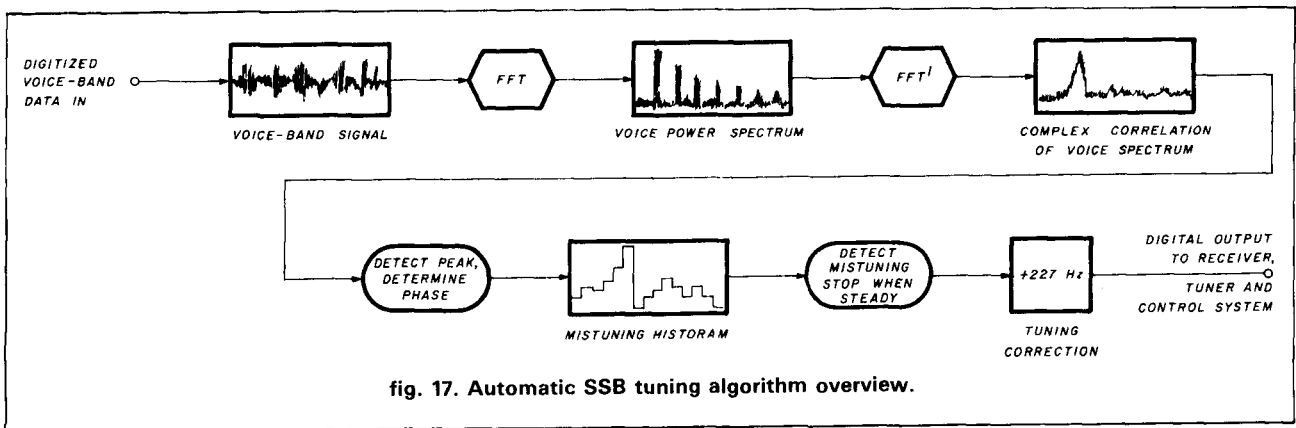 DIGITIZED
VOICE-BAND
DATA IN
VOICE-BAND SIGNAL
FFT
VOICE POWER SPECTRUM
FFT¹
COMPLEX CORRELATION
OF VOICE SPECTRUM
DETECT PEAK,
DETERMINE
PHASE
MISTUNING HISTORAM
DETECT
MISTUNING
STOP WHEN
STEADY
+227 Hz
TUNING
CORRECTION
DIGITAL OUTPUT
TO RECEIVER,
TUNER AND
CONTROL SYSTEM
fig. 17. Automatic SSB tuning algorithm overview.